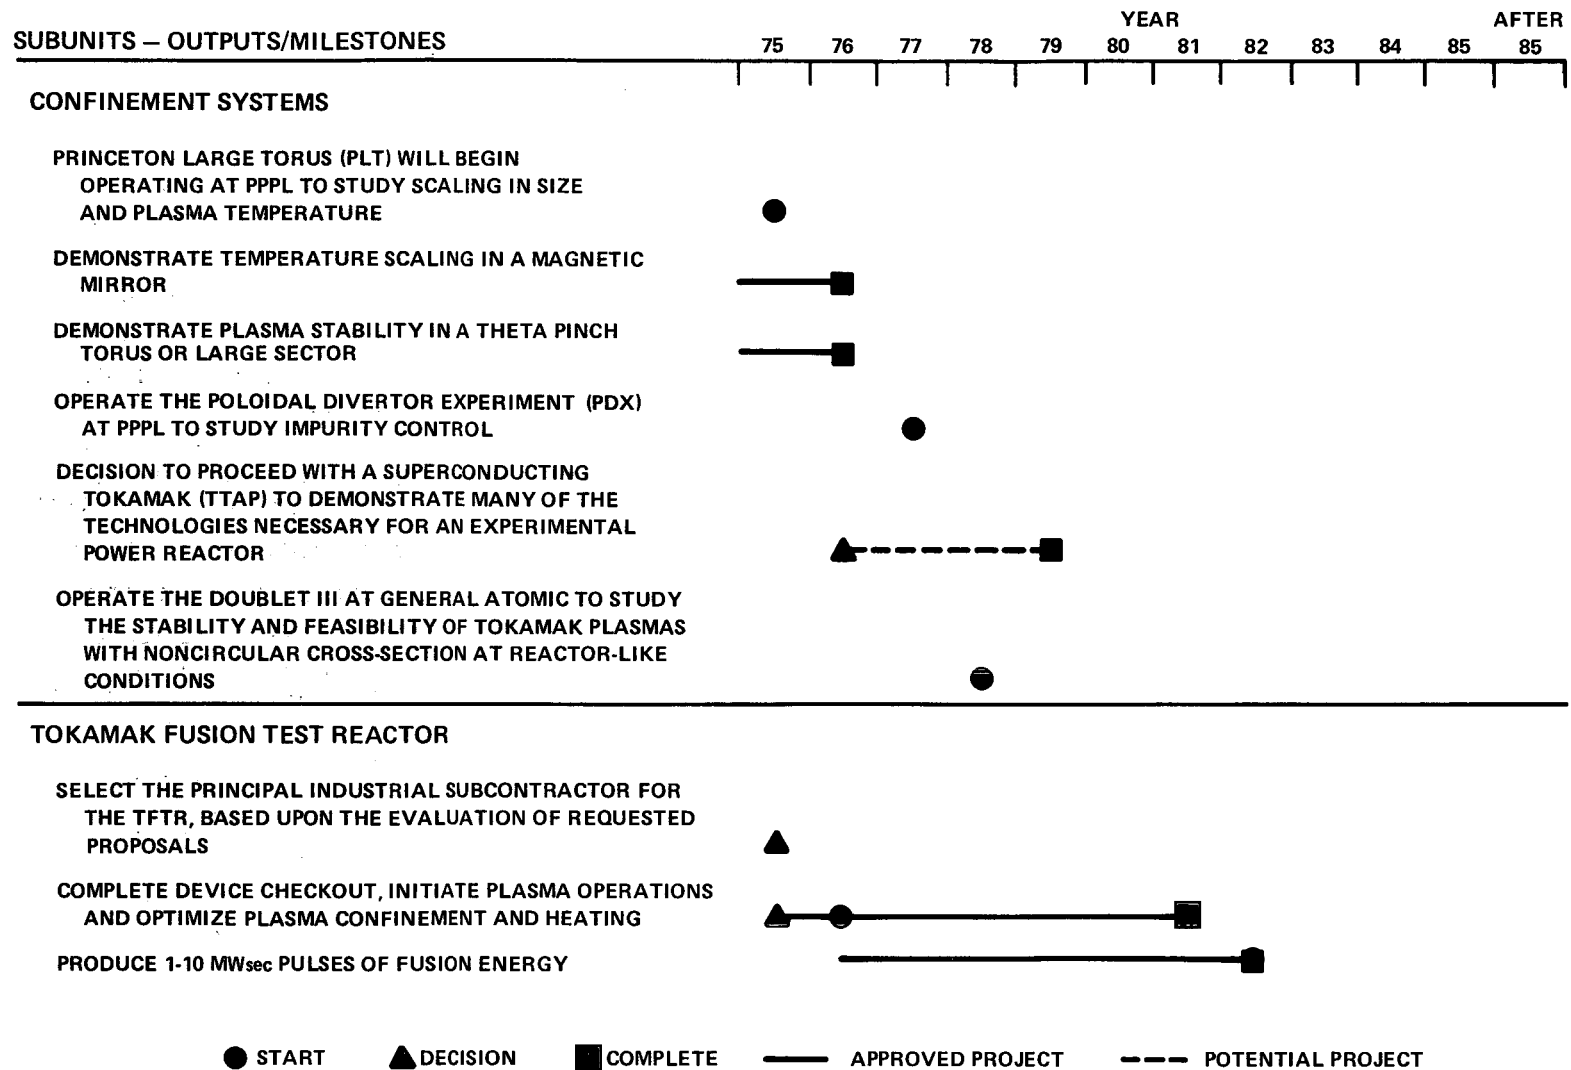 YEAR AFTER
SUBUNITS – OUTPUTS/MILESTONES 75 76 77 78 79 80 81 82 83 84 85 85
CONFINEMENT SYSTEMS
PRINCETON LARGE TORUS (PLT) WILL BEGIN
OPERATING AT PPPL TO STUDY SCALING IN SIZE
AND PLASMA TEMPERATURE
DEMONSTRATE TEMPERATURE SCALING IN A MAGNETIC
MIRROR
DEMONSTRATE PLASMA STABILITY IN A THETA PINCH
TORUS OR LARGE SECTOR
OPERATE THE POLOIDAL DIVERTOR EXPERIMENT (PDX)
AT PPPL TO STUDY IMPURITY CONTROL
DECISION TO PROCEED WITH A SUPERCONDUCTING
TOKAMAK (TTAP) TO DEMONSTRATE MANY OF THE
TECHNOLOGIES NECESSARY FOR AN EXPERIMENTAL
POWER REACTOR
OPERATE THE DOUBLET III AT GENERAL ATOMIC TO STUDY
THE STABILITY AND FEASIBILITY OF TOKAMAK PLASMAS
WITH NONCIRCULAR CROSS-SECTION AT REACTOR-LIKE
CONDITIONS
TOKAMAK FUSION TEST REACTOR
SELECT THE PRINCIPAL INDUSTRIAL SUBCONTRACTOR FOR
THE TFTR, BASED UPON THE EVALUATION OF REQUESTED
PROPOSALS
COMPLETE DEVICE CHECKOUT, INITIATE PLASMA OPERATIONS
AND OPTIMIZE PLASMA CONFINEMENT AND HEATING
PRODUCE 1-10 MWsec PULSES OF FUSION ENERGY
START DECISION COMPLETE APPROVED PROJECT POTENTIAL PROJECT